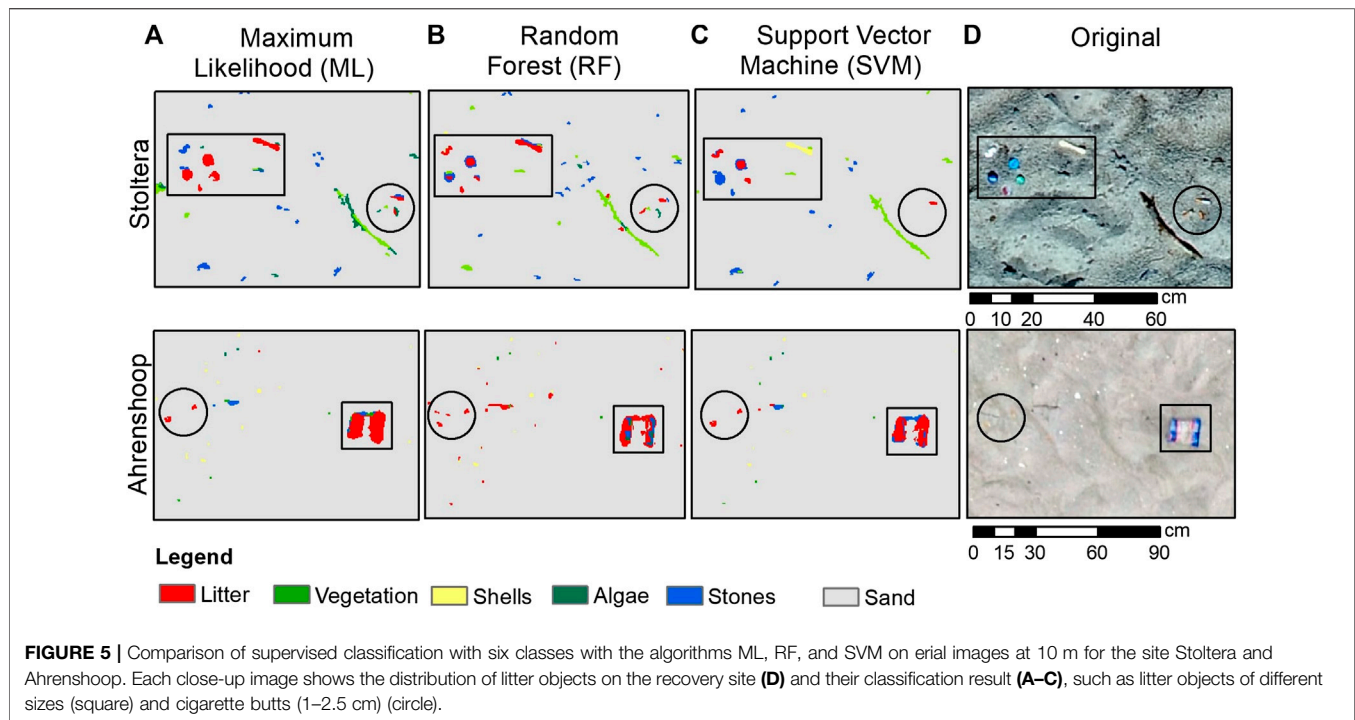 A Maximum Likelihood (ML)
B Random Forest (RF)
C Support Vector Machine (SVM)
D Original
Stoltera
cm
0 10 20 40 60
Ahrenshoop
cm
0 15 30 60 90
Legend
Litter Vegetation Shells Algae Stones Sand
FIGURE 5 | Comparison of supervised classification with six classes with the algorithms ML, RF, and SVM on erial images at 10 m for the site Stoltera and
Ahrenshoop. Each close-up image shows the distribution of litter objects on the recovery site (D) and their classification result (A–C), such as litter objects of different
sizes (square) and cigarette butts (1–2.5 cm) (circle).